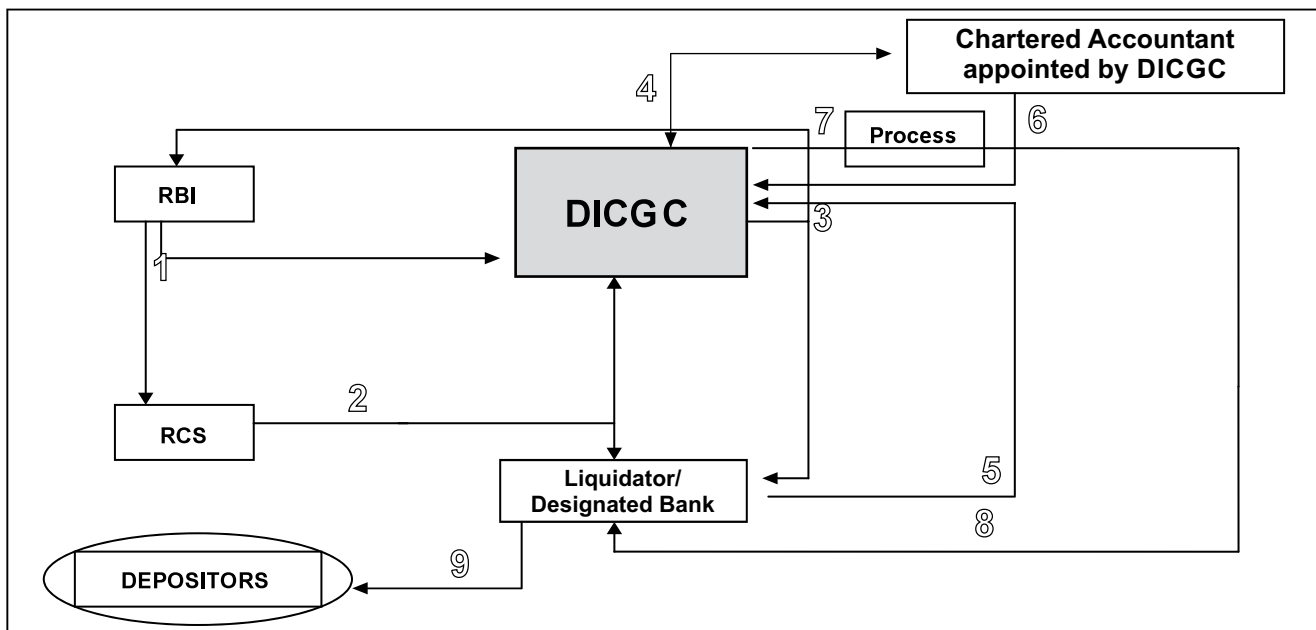 Chartered Accountant
appointed by DICGC
4
7
6
Process
RBI
DICGC
3
1
2
RCS
Liquidator/
Designated Bank
5
8
9
DEPOSITORS